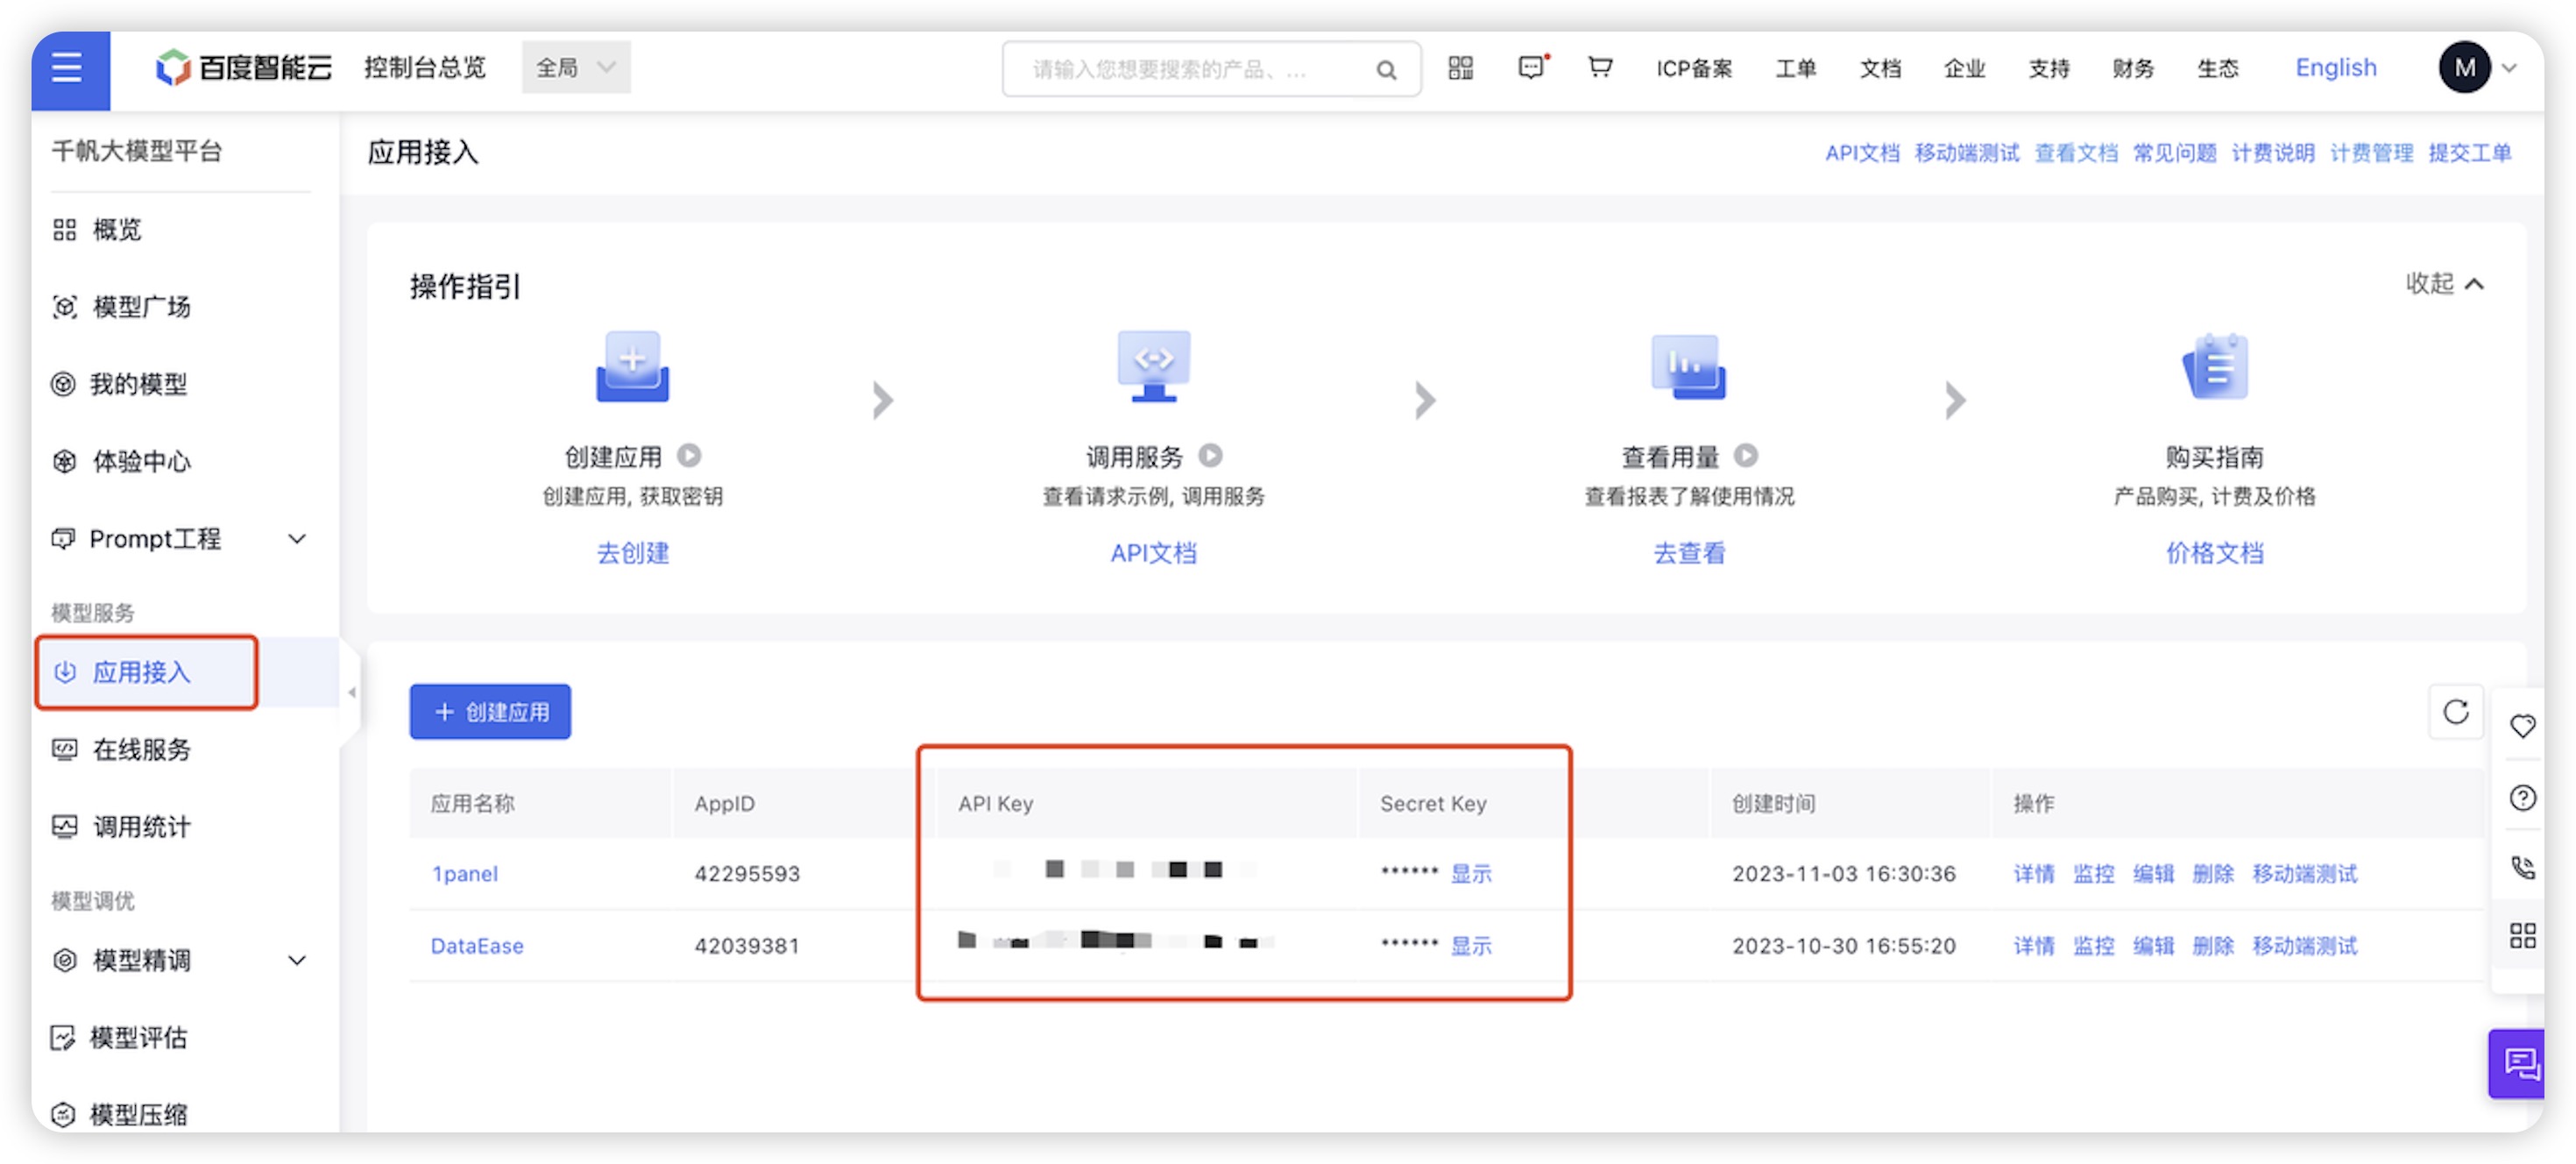 百度智能云 控制台总览 全局 请输入您想要搜索的产品、... ICP备案 工单 文档 企业 支持 财务 生态 English M
千帆大模型平台
概览
模型广场
我的模型
体验中心
Prompt工程
模型服务
应用接入
在线服务
调用统计
模型调优
模型精调
模型评估
模型压缩
应用接入 API文档 移动端测试 查看文档 常见问题 计费说明 计费管理 提交工单
操作指引 收起
创建应用 调用服务 查看用量 购买指南
创建应用, 获取密钥 查看请求示例, 调用服务 查看报表了解使用情况 产品购买, 计费及价格
去创建 API文档 去查看 价格文档
+ 创建应用
应用名称 AppID API Key Secret Key 创建时间 操作
1panel 42295593 ****** 显示 2023-11-03 16:30:36 详情 监控 编辑 删除 移动端测试
DataEase 42039381 ****** 显示 2023-10-30 16:55:20 详情 监控 编辑 删除 移动端测试